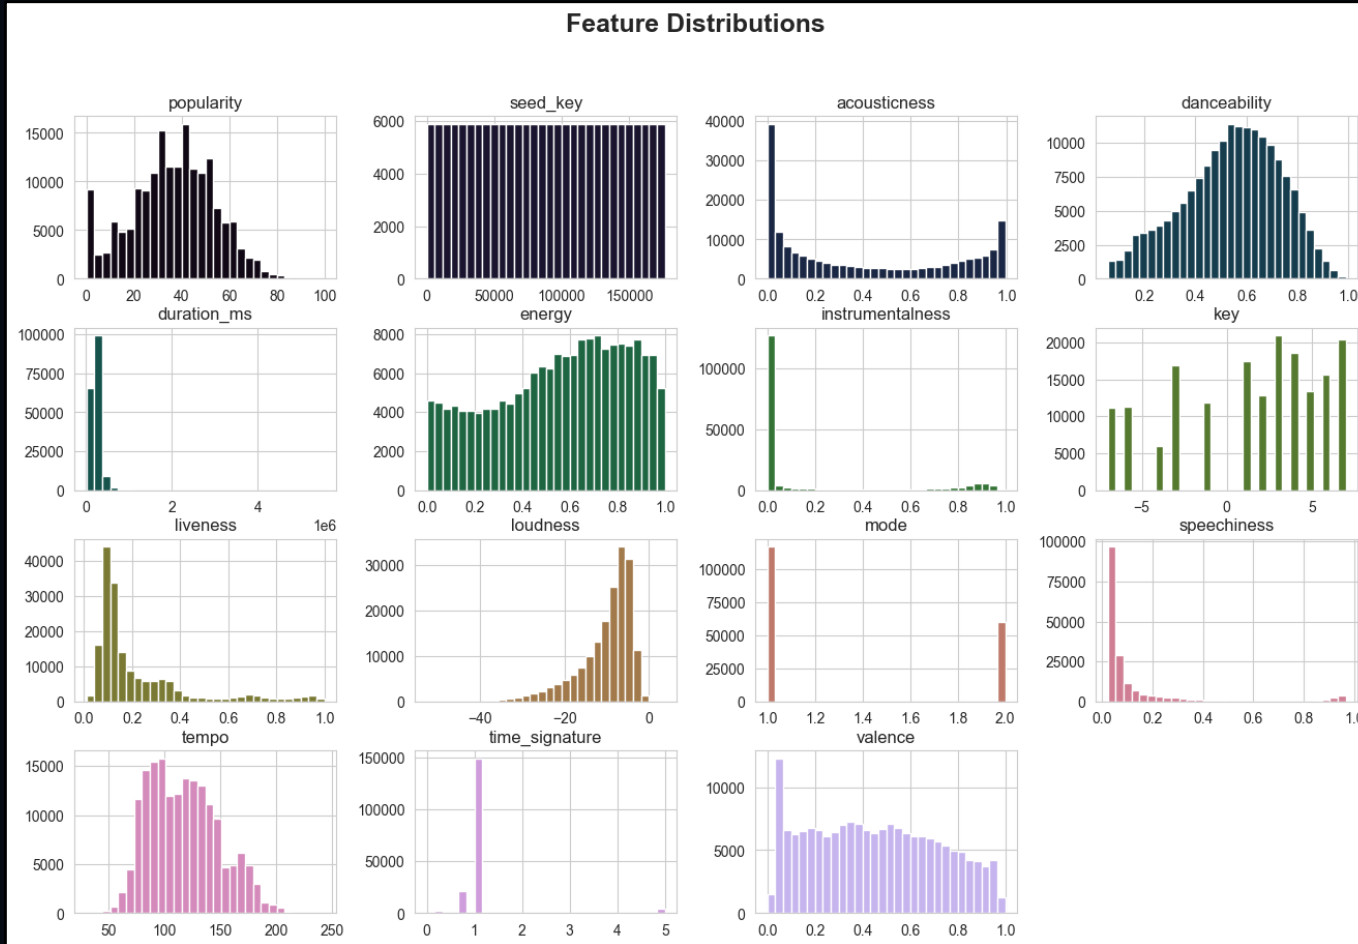 Feature Distributions
popularity
15000
10000
5000
0
0 20 40 60 80 100
seed_key
6000
4000
2000
0
0 50000 100000 150000
acousticness
40000
30000
20000
10000
0
0.0 0.2 0.4 0.6 0.8 1.0
danceability
10000
7500
5000
2500
0
0.2 0.4 0.6 0.8 1.0
duration_ms
100000
75000
50000
25000
0
0 2 4
1e6
energy
8000
6000
4000
2000
0
0.0 0.2 0.4 0.6 0.8 1.0
instrumentalness
100000
50000
0
0.0 0.2 0.4 0.6 0.8 1.0
key
20000
15000
10000
5000
0
−5 0 5
liveness
40000
30000
20000
10000
0
0.0 0.2 0.4 0.6 0.8 1.0
loudness
30000
20000
10000
0
−40 −20 0
mode
100000
75000
50000
25000
0
1.0 1.2 1.4 1.6 1.8 2.0
speechiness
100000
75000
50000
25000
0
0.0 0.2 0.4 0.6 0.8 1.0
tempo
15000
10000
5000
0
50 100 150 200 250
time_signature
150000
100000
50000
0
0 1 2 3 4 5
valence
10000
5000
0
0.0 0.2 0.4 0.6 0.8 1.0